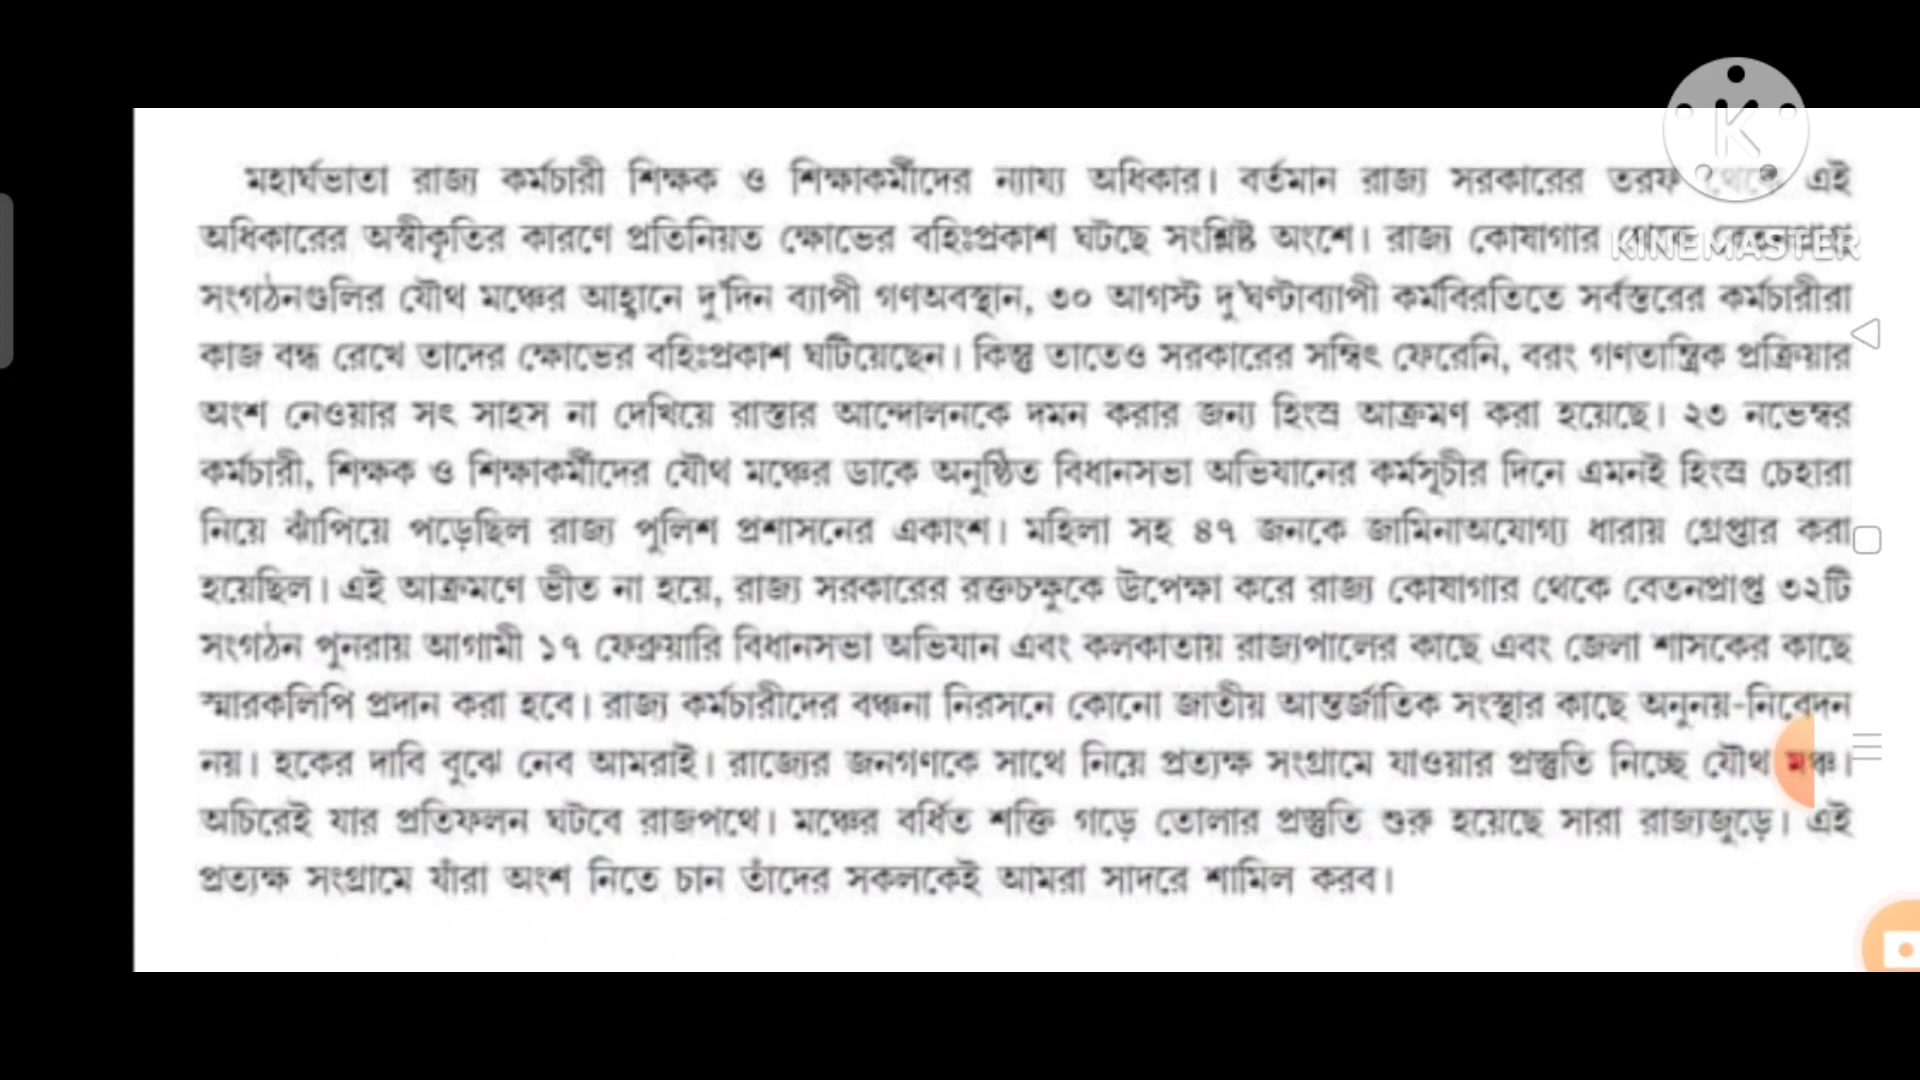 মহার্ঘভাতা রাজ্য কর্মচারী শিক্ষক ও শিক্ষাকর্মীদের ন্যায্য অধিকার। বর্তমান রাজ্য সরকারের তরফ থেকে এই
অধিকারের অস্বীকৃতির কারণে প্রতিনিয়ত ক্ষোভের বহিঃপ্রকাশ ঘটছে সংশ্লিষ্ট অংশে। রাজ্য কোষাগার থেকে বেতনপ্রাপ্ত
সংগঠনগুলির যৌথ মঞ্চের আহ্বানে দু'দিন ব্যাপী গণঅবস্থান, ৩০ আগস্ট দু'ঘণ্টাব্যাপী কর্মবিরতিতে সর্বস্তরের কর্মচারীরা
কাজ বন্ধ রেখে তাদের ক্ষোভের বহিঃপ্রকাশ ঘটিয়েছেন। কিন্তু তাতেও সরকারের সম্বিৎ ফেরেনি, বরং গণতান্ত্রিক প্রক্রিয়ার
অংশ নেওয়ার সৎ সাহস না দেখিয়ে রাস্তার আন্দোলনকে দমন করার জন্য হিংস্র আক্রমণ করা হয়েছে। ২৩ নভেম্বর
কর্মচারী, শিক্ষক ও শিক্ষাকর্মীদের যৌথ মঞ্চের ডাকে অনুষ্ঠিত বিধানসভা অভিযানের কর্মসূচীর দিনে এমনই হিংস্র চেহারা
নিয়ে ঝাঁপিয়ে পড়েছিল রাজ্য পুলিশ প্রশাসনের একাংশ। মহিলা সহ ৪৭ জনকে জামিনাঅযোগ্য ধারায় গ্রেপ্তার করা
হয়েছিল। এই আক্রমণে ভীত না হয়ে, রাজ্য সরকারের রক্তচক্ষুকে উপেক্ষা করে রাজ্য কোষাগার থেকে বেতনপ্রাপ্ত ৩২টি
সংগঠন পুনরায় আগামী ১৭ ফেব্রুয়ারি বিধানসভা অভিযান এবং কলকাতায় রাজ্যপালের কাছে এবং জেলা শাসকের কাছে
স্মারকলিপি প্রদান করা হবে। রাজ্য কর্মচারীদের বঞ্চনা নিরসনে কোনো জাতীয় আন্তর্জাতিক সংস্থার কাছে অনুনয়-নিবেদন
নয়। হকের দাবি বুঝে নেব আমরাই। রাজ্যের জনগণকে সাথে নিয়ে প্রত্যক্ষ সংগ্রামে যাওয়ার প্রস্তুতি নিচ্ছে যৌথ মঞ্চ।
অচিরেই যার প্রতিফলন ঘটবে রাজপথে। মঞ্চের বর্ধিত শক্তি গড়ে তোলার প্রস্তুতি শুরু হয়েছে সারা রাজ্যজুড়ে। এই
প্রত্যক্ষ সংগ্রামে যাঁরা অংশ নিতে চান তাঁদের সকলকেই আমরা সাদরে শামিল করব।
K
KINEMASTER